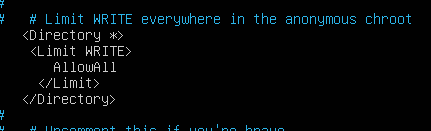 #
#   # Limit WRITE everywhere in the anonymous chroot
<Directory *>
<Limit WRITE>
AllowAll
</Limit>
</Directory>
#
#   # Uncomment this if you're brave